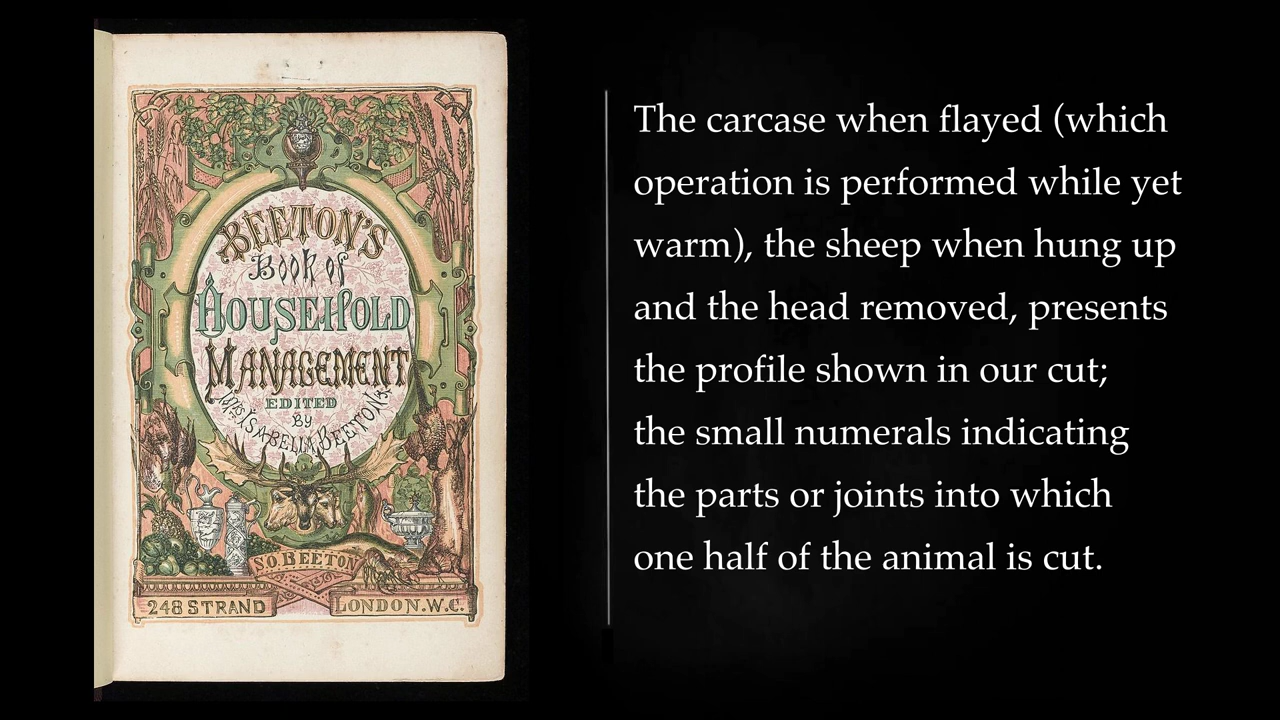 BEETON'S
Book of
HOUSEHOLD
MANAGEMENT
EDITED
By
MRS ISABELLA BEETON
S.O. BEETON
248 STRAND
LONDON. W.C.
The carcase when flayed (which
operation is performed while yet
warm), the sheep when hung up
and the head removed, presents
the profile shown in our cut;
the small numerals indicating
the parts or joints into which
one half of the animal is cut.